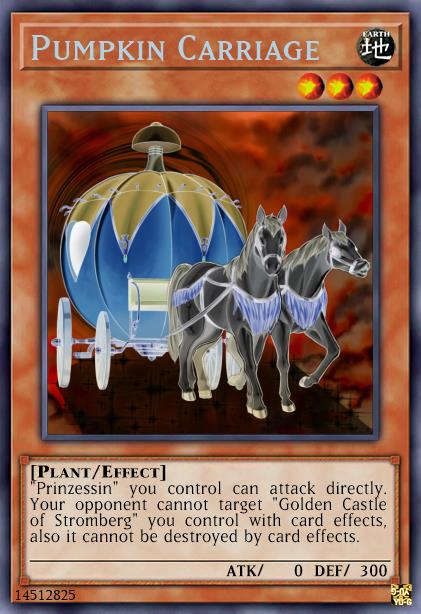 PUMPKIN CARRIAGE
EARTH
地
[PLANT/EFFECT]
"Prinzessin" you control can attack directly.
Your opponent cannot target "Golden Castle
of Stromberg" you control with card effects,
also it cannot be destroyed by card effects.
ATK/ 0 DEF/ 300
14512825